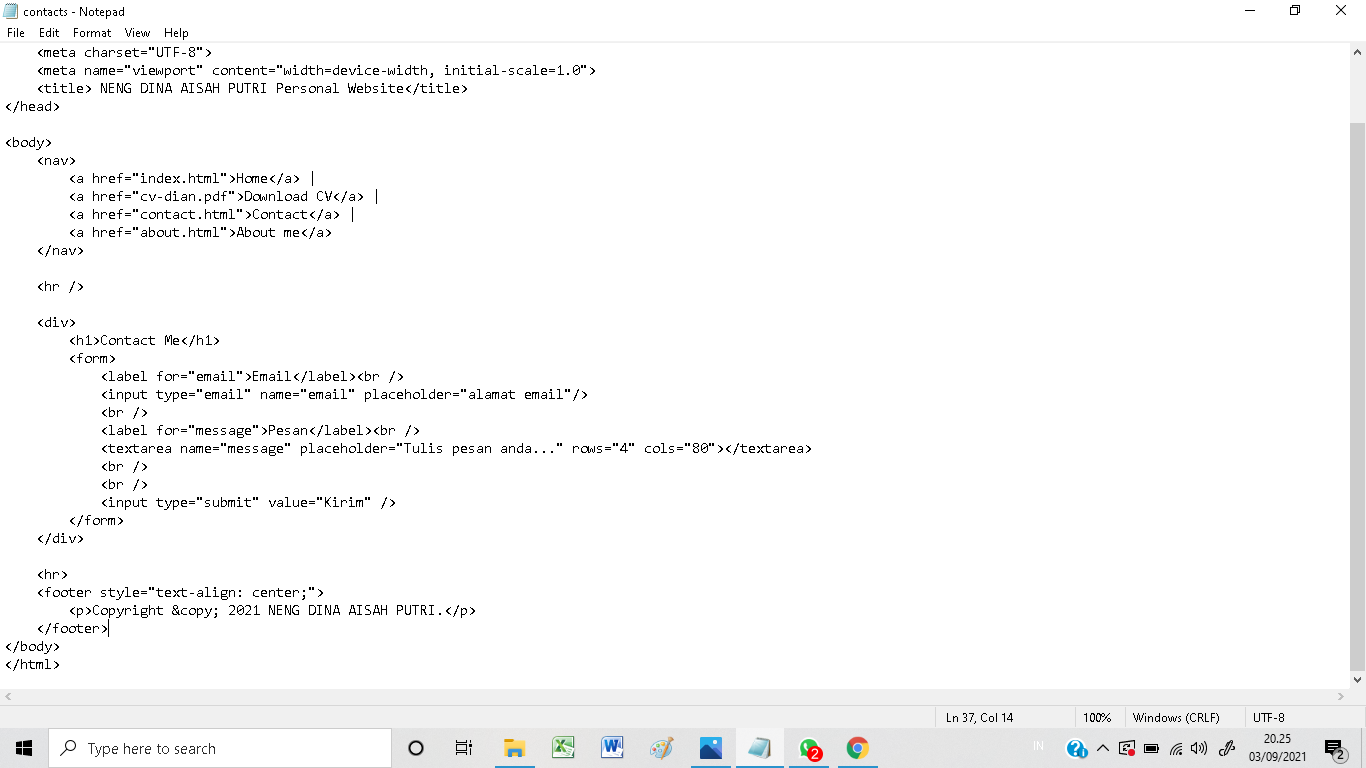 contacts - Notepad
File Edit Format View Help
<meta charset="UTF-8">
<meta name="viewport" content="width=device-width, initial-scale=1.0">
<title> NENG DINA AISAH PUTRI Personal Website</title>
</head>
<body>
<nav>
<a href="index.html">Home</a> |
<a href="cv-dian.pdf">Download CV</a> |
<a href="contact.html">Contact</a> |
<a href="about.html">About me</a>
</nav>
<hr />
<div>
<h1>Contact Me</h1>
<form>
<label for="email">Email</label><br />
<input type="email" name="email" placeholder="alamat email"/>
<br />
<label for="message">Pesan</label><br />
<textarea name="message" placeholder="Tulis pesan anda..." rows="4" cols="80"></textarea>
<br />
<br />
<input type="submit" value="Kirim" />
</form>
</div>
<hr>
<footer style="text-align: center;">
<p>Copyright &copy; 2021 NENG DINA AISAH PUTRI.</p>
</footer>
</body>
</html>
Ln 37, Col 14 100% Windows (CRLF) UTF-8
Type here to search
IN
2
20.25
03/09/2021
2